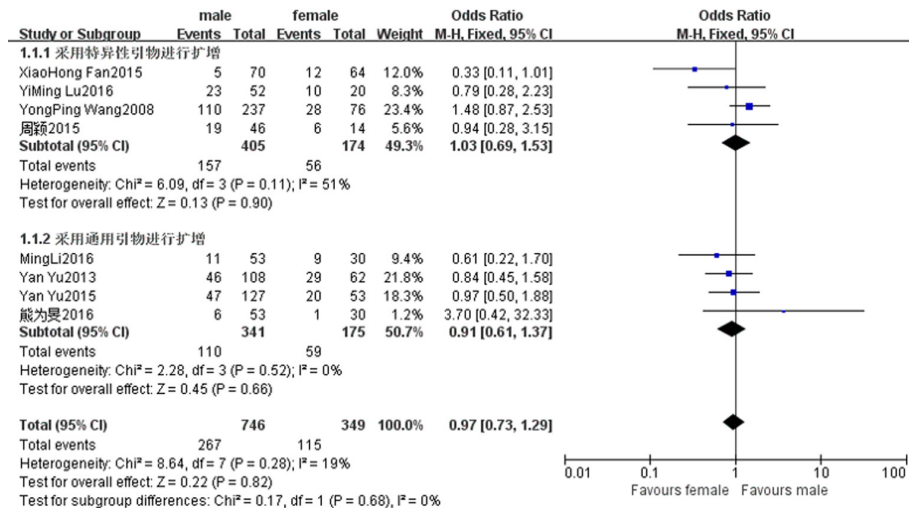 male female Odds Ratio Odds Ratio
Study or Subgroup Events Total Events Total Weight M-H, Fixed, 95% CI M-H, Fixed, 95% CI
1.1.1 采用特异性引物进行扩增
XiaoHong Fan2015 5 70 12 64 12.0% 0.33 [0.11, 1.01]
YiMing Lu2016 23 52 10 20 8.3% 0.79 [0.28, 2.23]
YongPing Wang2008 110 237 28 76 23.4% 1.48 [0.87, 2.53]
周颖2015 19 46 6 14 5.6% 0.94 [0.28, 3.15]
Subtotal (95% CI) 405 174 49.3% 1.03 [0.69, 1.53]
Total events 157 56
Heterogeneity: Chi² = 6.09, df = 3 (P = 0.11); I² = 51%
Test for overall effect: Z = 0.13 (P = 0.90)
1.1.2 采用通用引物进行扩增
MingLi2016 11 53 9 30 9.4% 0.61 [0.22, 1.70]
Yan Yu2013 46 108 29 62 21.8% 0.84 [0.45, 1.58]
Yan Yu2015 47 127 20 53 18.3% 0.97 [0.50, 1.88]
熊为旻2016 6 53 1 30 1.2% 3.70 [0.42, 32.33]
Subtotal (95% CI) 341 175 50.7% 0.91 [0.61, 1.37]
Total events 110 59
Heterogeneity: Chi² = 2.28, df = 3 (P = 0.52); I² = 0%
Test for overall effect: Z = 0.45 (P = 0.66)
Total (95% CI) 746 349 100.0% 0.97 [0.73, 1.29]
Total events 267 115
Heterogeneity: Chi² = 8.64, df = 7 (P = 0.28); I² = 19%
Test for overall effect: Z = 0.22 (P = 0.82)
Test for subgroup differences: Chi² = 0.17, df = 1 (P = 0.68), I² = 0%
0.01 0.1 1 10 100
Favours female Favours male